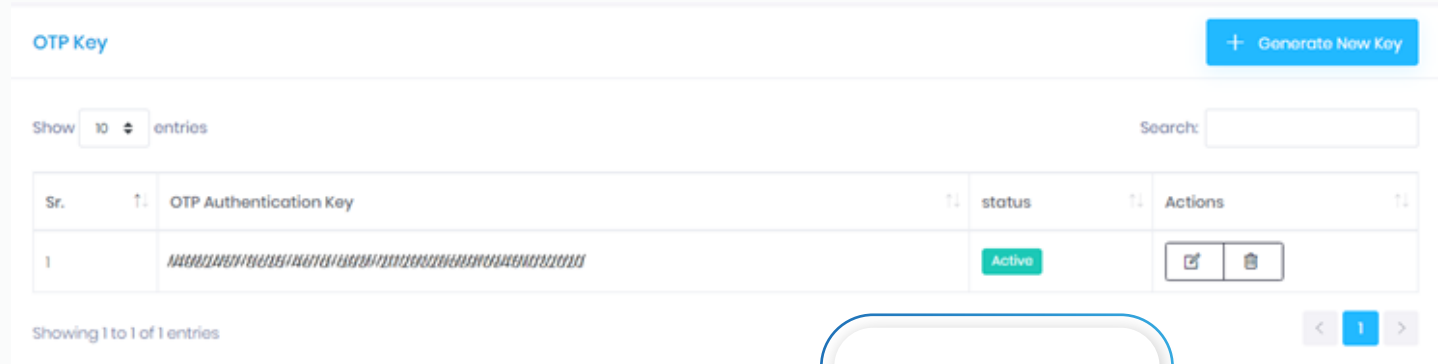 OTP Key
+ Generate New Key
Show 10 entries
Search:
Sr. OTP Authentication Key status Actions
1 Active
Showing 1 to 1 of 1 entries
< 1 >